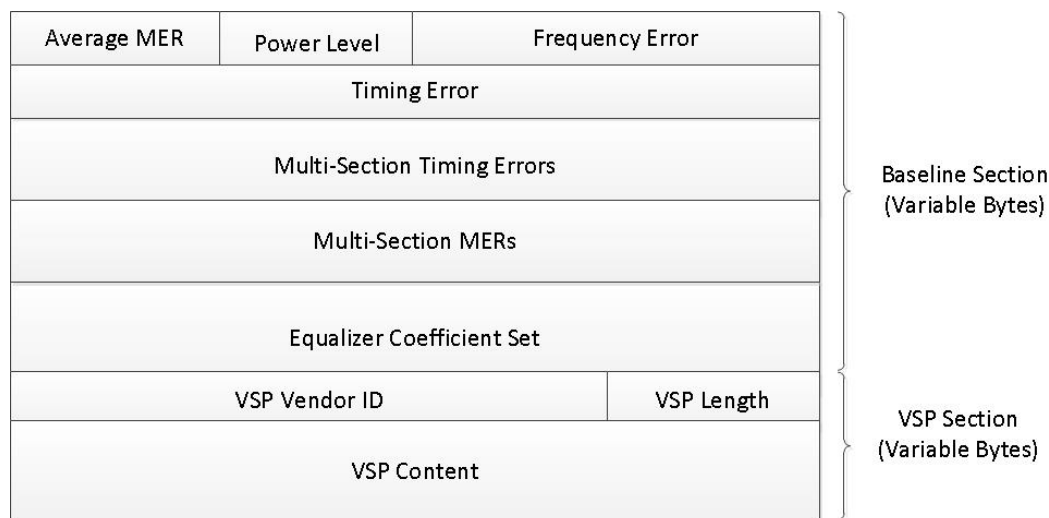 Average MER
Power Level
Frequency Error
Timing Error
Multi-Section Timing Errors
Multi-Section MERs
Equalizer Coefficient Set
Baseline Section
(Variable Bytes)
VSP Vendor ID
VSP Length
VSP Content
VSP Section
(Variable Bytes)